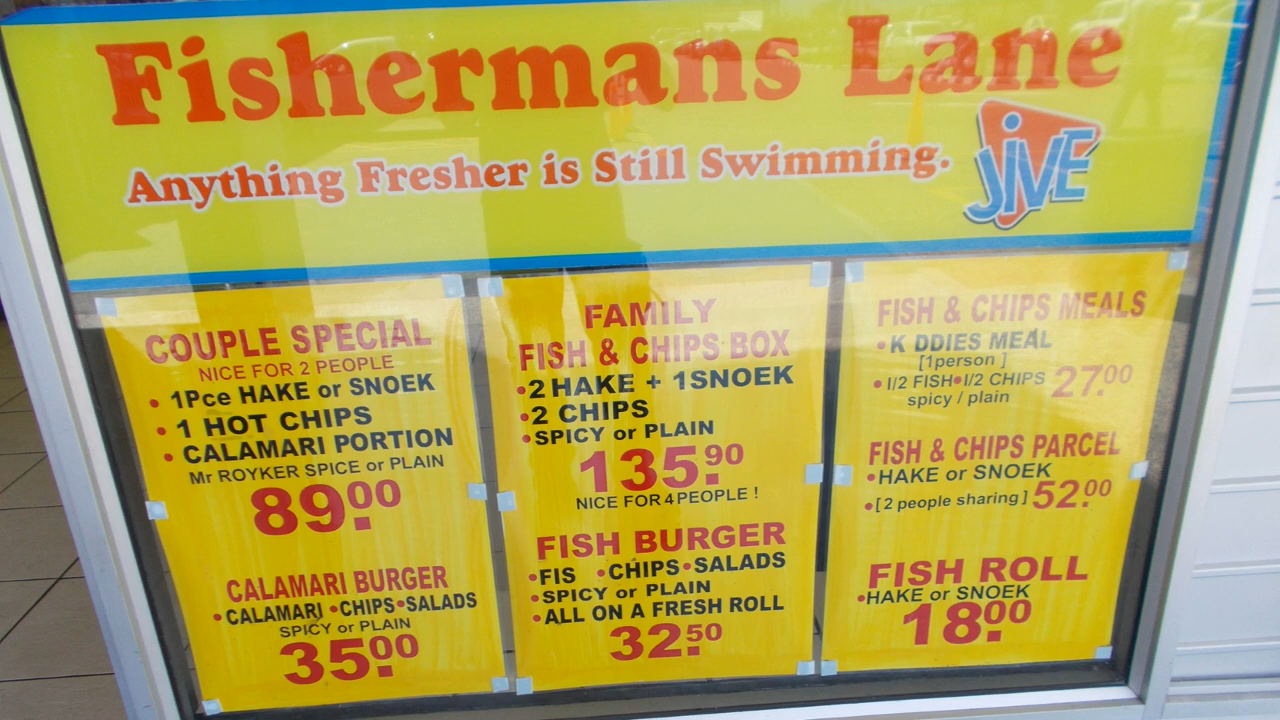 Fishermans Lane
Anything Fresher is Still Swimming.
JIVE
COUPLE SPECIAL
NICE FOR 2 PEOPLE
• 1Pce HAKE or SNOEK
• 1 HOT CHIPS
• CALAMARI PORTION
Mr ROYKER SPICE or PLAIN
89.00
CALAMARI BURGER
• CALAMARI • CHIPS • SALADS
SPICY or PLAIN
35.00
FAMILY
FISH & CHIPS BOX
• 2 HAKE + 1SNOEK
• 2 CHIPS
• SPICY or PLAIN
135.90
NICE FOR 4 PEOPLE !
FISH BURGER
• FIS • CHIPS • SALADS
• SPICY or PLAIN
• ALL ON A FRESH ROLL
32.50
FISH & CHIPS MEALS
• K DDIES MEAL
[1person ]
• 1/2 FISH • 1/2 CHIPS 27.00
spicy / plain
FISH & CHIPS PARCEL
• HAKE or SNOEK
• [ 2 people sharing ] 52.00
FISH ROLL
• HAKE or SNOEK
18.00